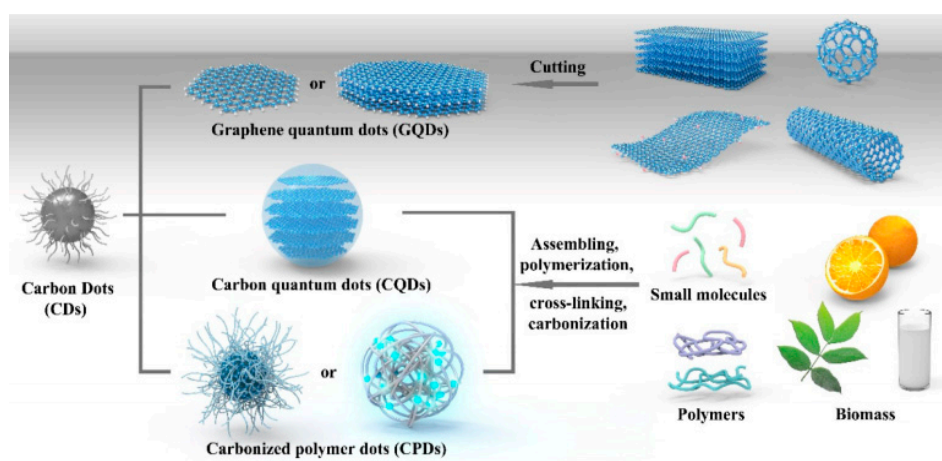 Cutting
or
Graphene quantum dots (GQDs)
Carbon Dots
(CDs)
Carbon quantum dots (CQDs)
Assembling,
polymerization,
cross-linking,
carbonization
Small molecules
or
Polymers
Biomass
Carbonized polymer dots (CPDs)